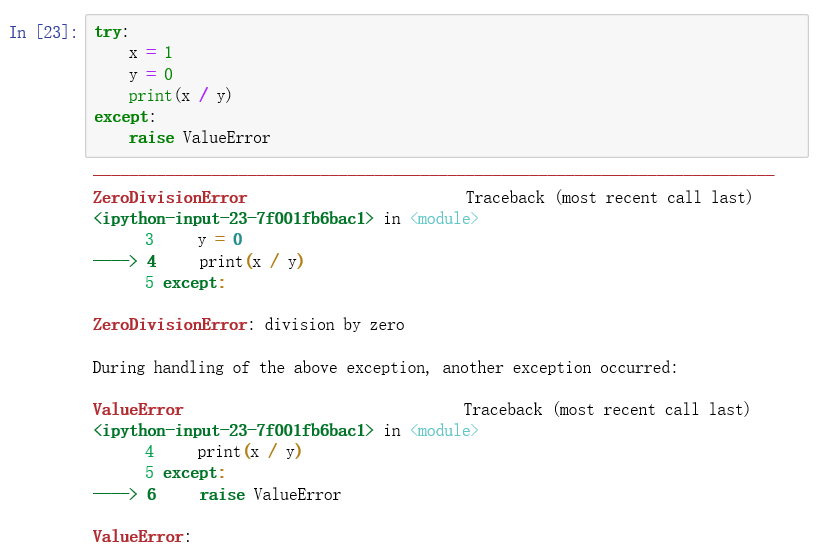 In [23]: try:
    x = 1
    y = 0
    print(x / y)
except:
    raise ValueError
ZeroDivisionError Traceback (most recent call last)
<ipython-input-23-7f001fb6bac1> in <module>
      3     y = 0
----> 4     print(x / y)
      5 except:
ZeroDivisionError: division by zero
During handling of the above exception, another exception occurred:
ValueError Traceback (most recent call last)
<ipython-input-23-7f001fb6bac1> in <module>
      4     print(x / y)
      5 except:
----> 6     raise ValueError
ValueError: